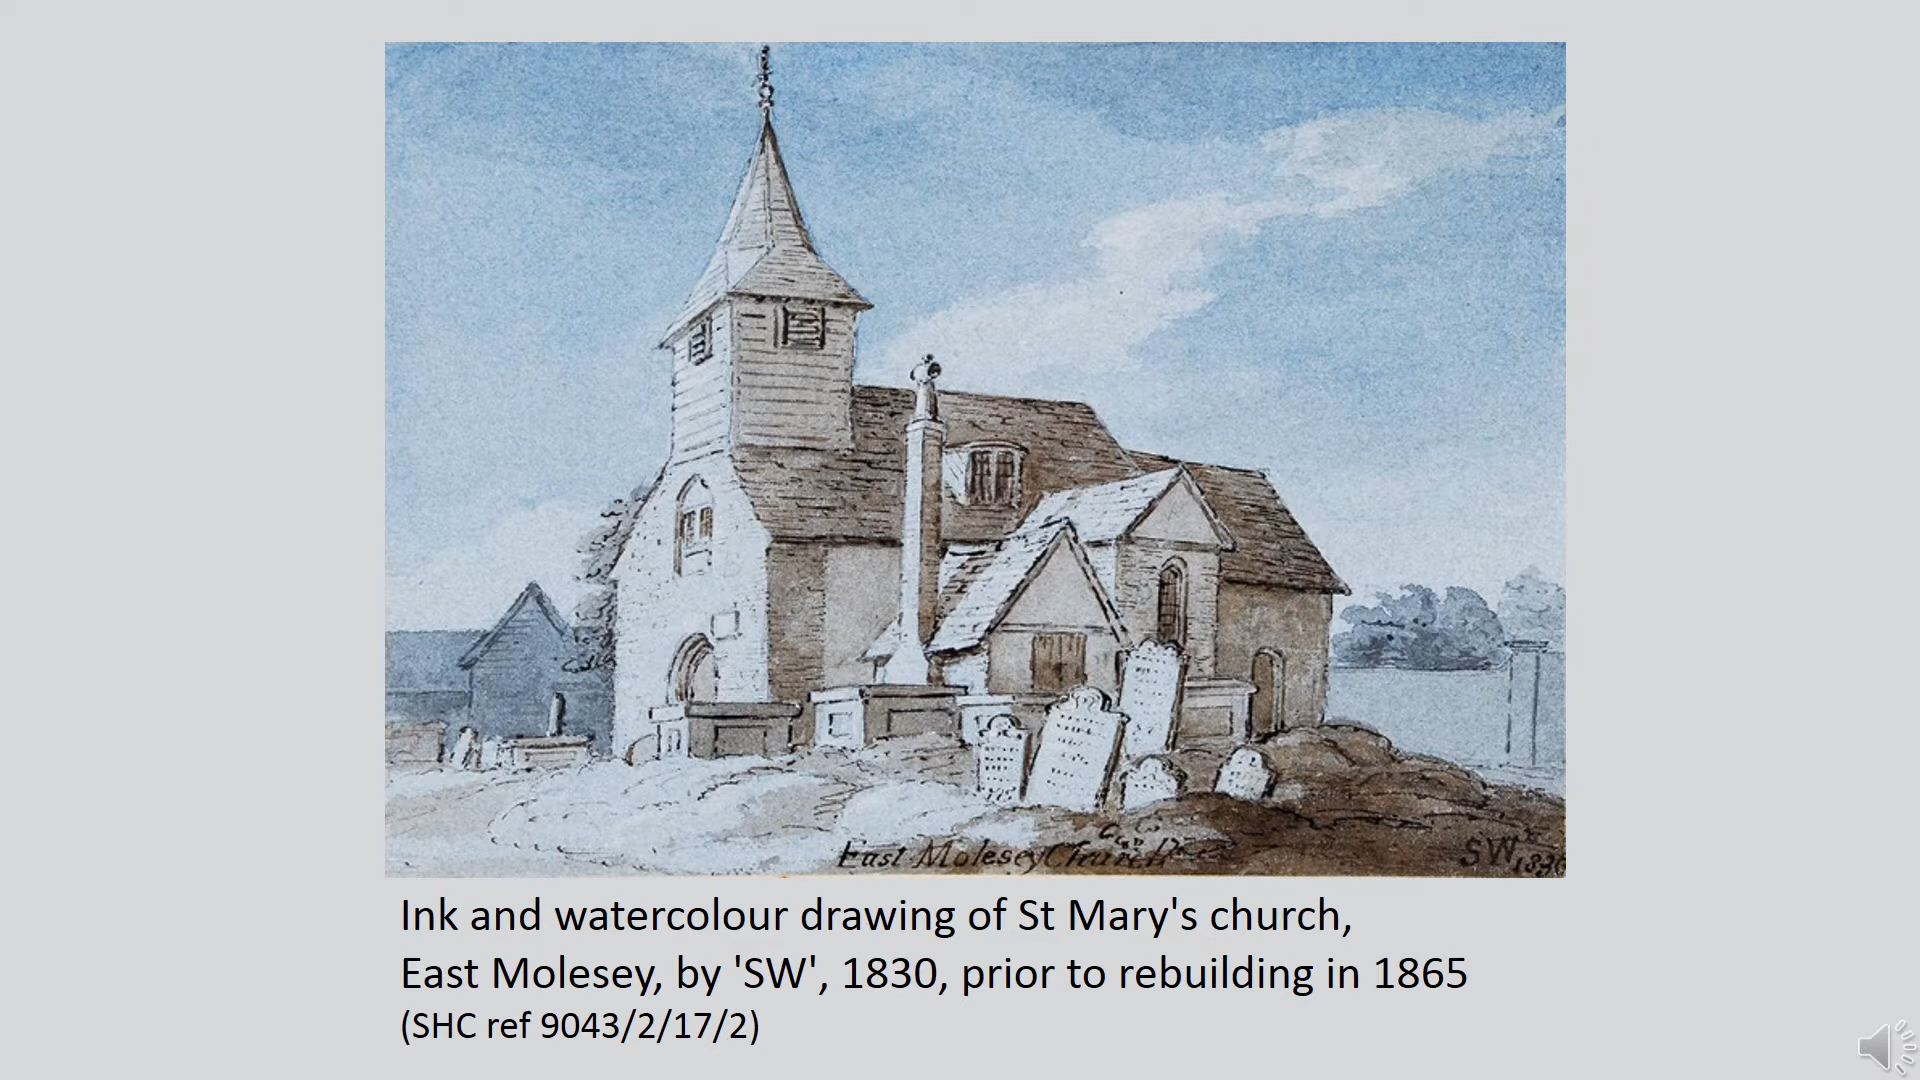 East Molesey Church
SW
1830
Ink and watercolour drawing of St Mary's church,
East Molesey, by 'SW', 1830, prior to rebuilding in 1865
(SHC ref 9043/2/17/2)